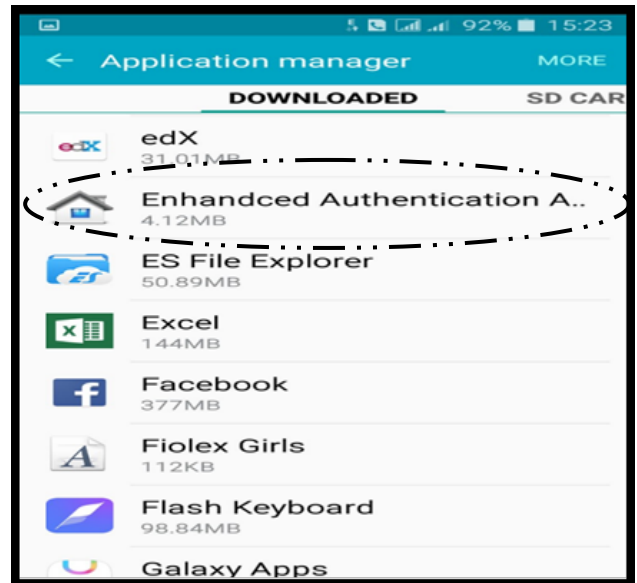 92% 15:23
Application manager MORE
DOWNLOADED SD CAR
edX
31.01MB
Enhandced Authentication A..
4.12MB
ES File Explorer
50.89MB
Excel
144MB
Facebook
377MB
Fiolex Girls
112KB
Flash Keyboard
98.84MB
Galaxy Apps